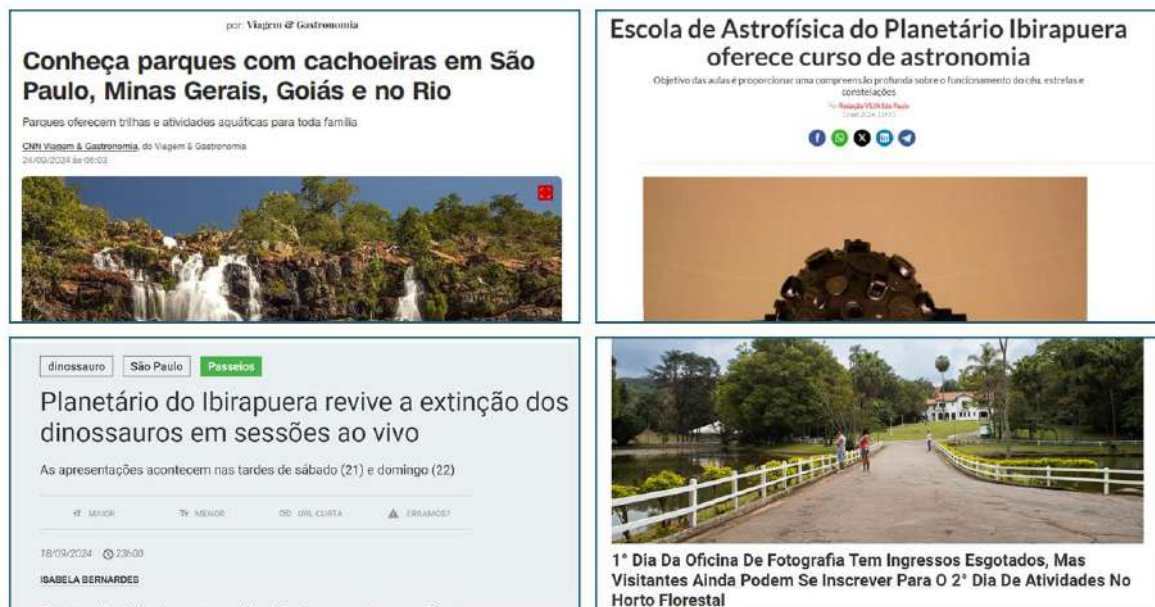 por: Viagem & Gastronomia
Conheça parques com cachoeiras em São
Paulo, Minas Gerais, Goiás e no Rio
Parques oferecem trilhas e atividades aquáticas para toda família
CNN Viagem & Gastronomia, do Viagem & Gastronomia
24/09/2024 às 06:03
Escola de Astrofísica do Planetário Ibirapuera
oferece curso de astronomia
Objetivo das aulas é proporcionar uma compreensão profunda sobre o funcionamento do céu, estrelas e
constelações
Por Redação VEJA São Paulo
dinossauro São Paulo Passeios
Planetário do Ibirapuera revive a extinção dos
dinossauros em sessões ao vivo
As apresentações acontecem nas tardes de sábado (21) e domingo (22)
MAIOR MENOR URL CURTA ERRAMOS?
18/09/2024 23h00
ISABELA BERNARDES
1° Dia Da Oficina De Fotografia Tem Ingressos Esgotados, Mas
Visitantes Ainda Podem Se Inscrever Para O 2° Dia De Atividades No
Horto Florestal